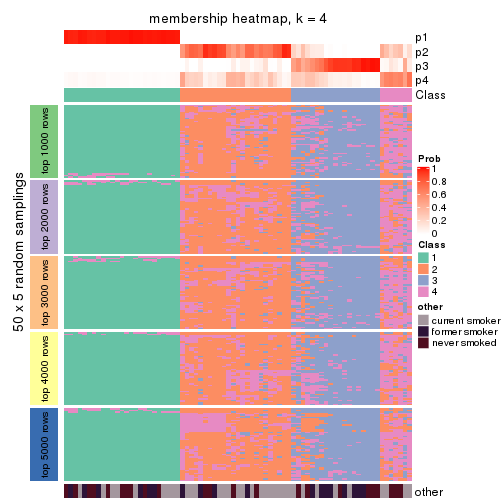 membership heatmap, k = 4
p1
p2
p3
p4
Class
50 x 5 random samplings
top 1000 rows
top 2000 rows
top 3000 rows
top 4000 rows
top 5000 rows
Prob
1
0.8
0.6
0.4
0.2
0
Class
1
2
3
4
other
current smoker
former smoker
never smoked
other